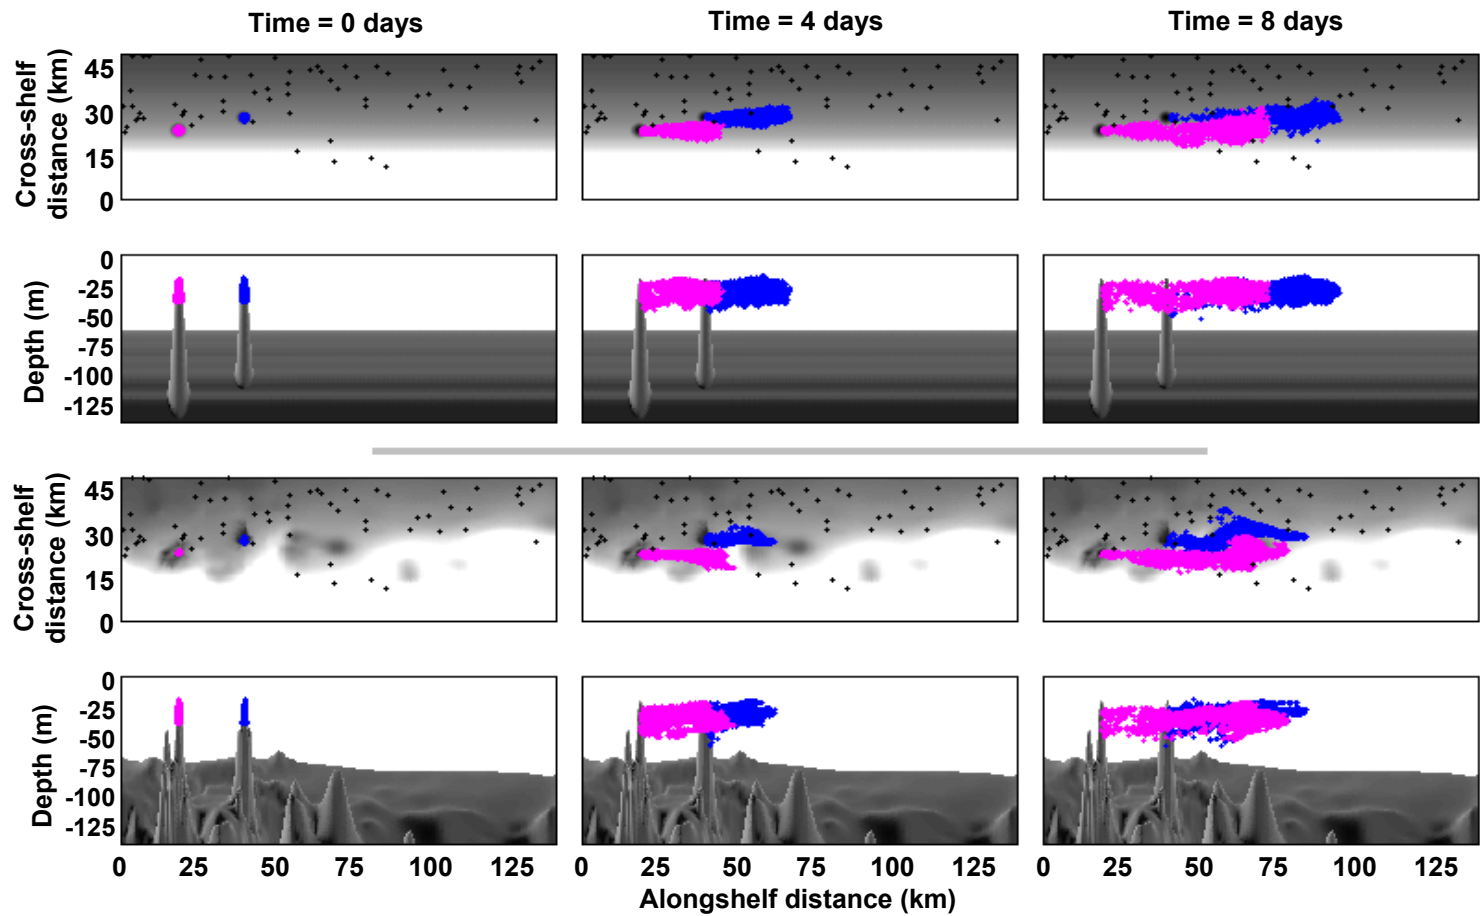 Time = 0 days
Time = 4 days
Time = 8 days
Cross-shelf
distance (km)
45
30
15
0
Depth (m)
0
-25
-50
-75
-100
-125
Cross-shelf
distance (km)
45
30
15
0
Depth (m)
0
-25
-50
-75
-100
-125
0 25 50 75 100 125
0 25 50 75 100 125
0 25 50 75 100 125
Alongshelf distance (km)